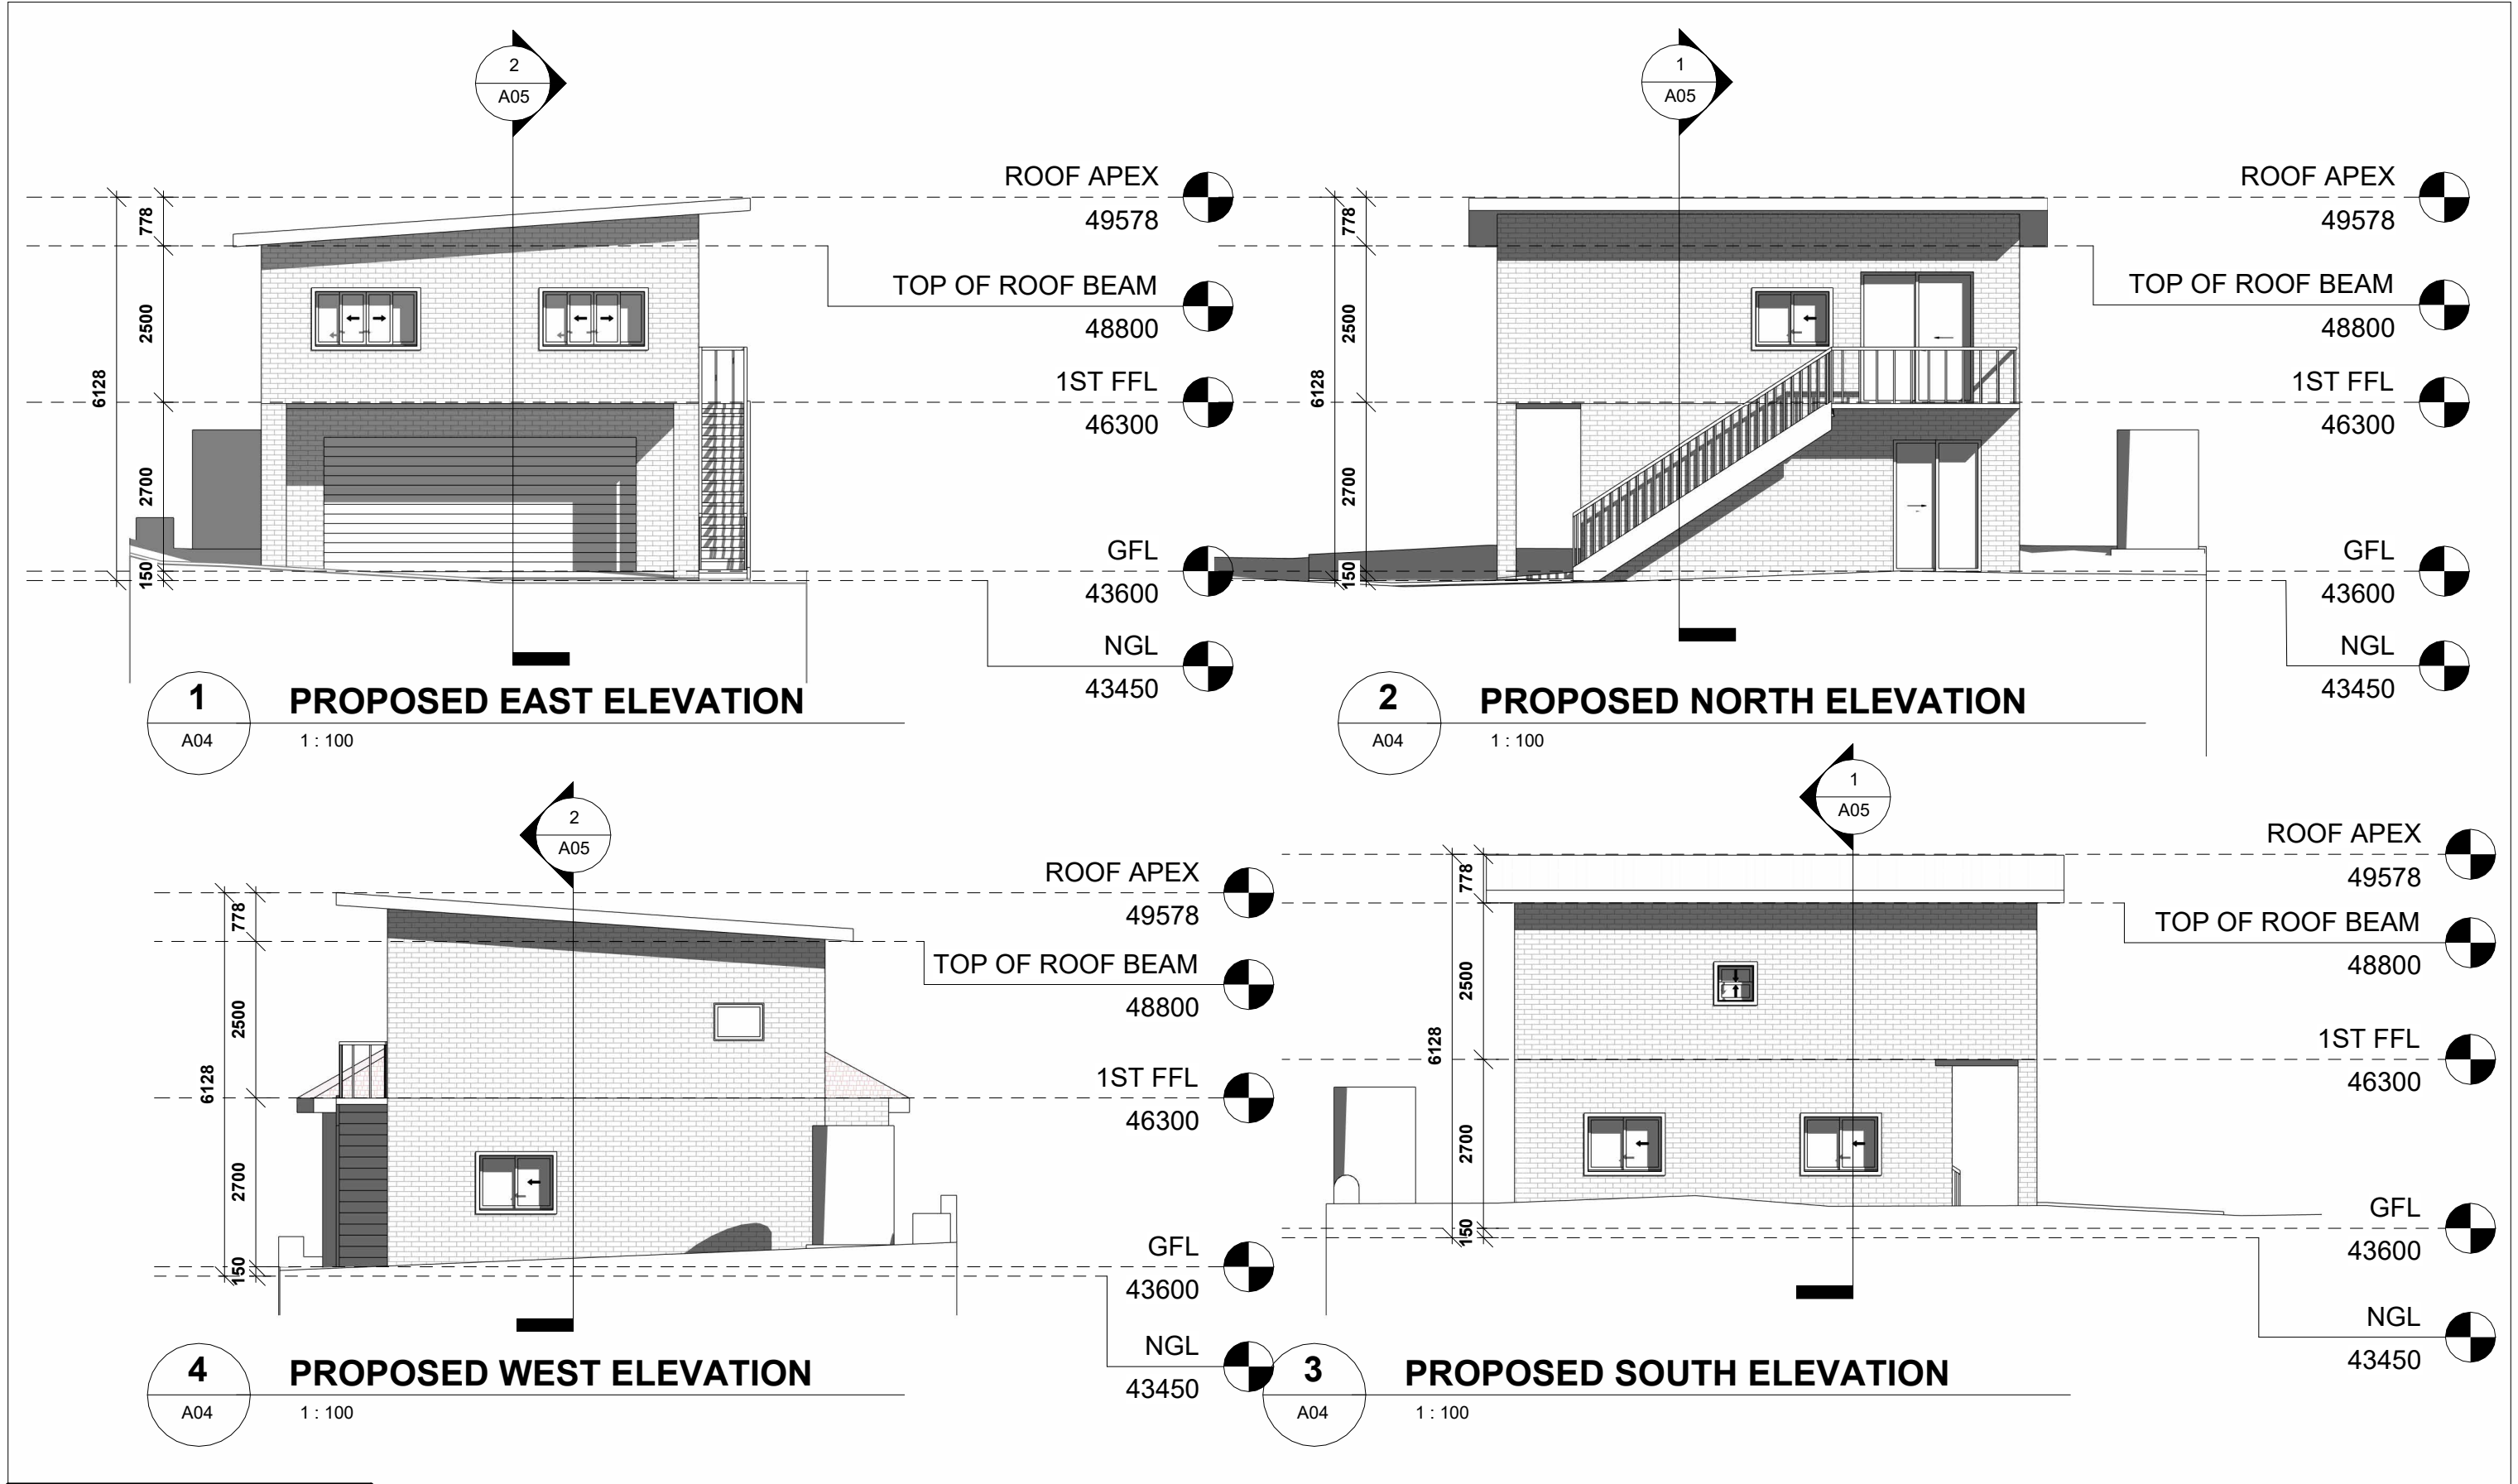 2
A05
ROOF APEX
49578
TOP OF ROOF BEAM
48800
1ST FFL
46300
GFL
43600
NGL
43450
778
2500
2700
150
6128
1
A04
PROPOSED EAST ELEVATION
1 : 100
1
A05
ROOF APEX
49578
TOP OF ROOF BEAM
48800
1ST FFL
46300
GFL
43600
NGL
43450
778
2500
2700
150
6128
2
A04
PROPOSED NORTH ELEVATION
1 : 100
2
A05
ROOF APEX
49578
TOP OF ROOF BEAM
48800
1ST FFL
46300
GFL
43600
NGL
43450
778
2500
2700
150
6128
4
A04
PROPOSED WEST ELEVATION
1 : 100
1
A05
ROOF APEX
49578
TOP OF ROOF BEAM
48800
1ST FFL
46300
GFL
43600
NGL
43450
778
2500
2700
150
6128
3
A04
PROPOSED SOUTH ELEVATION
1 : 100